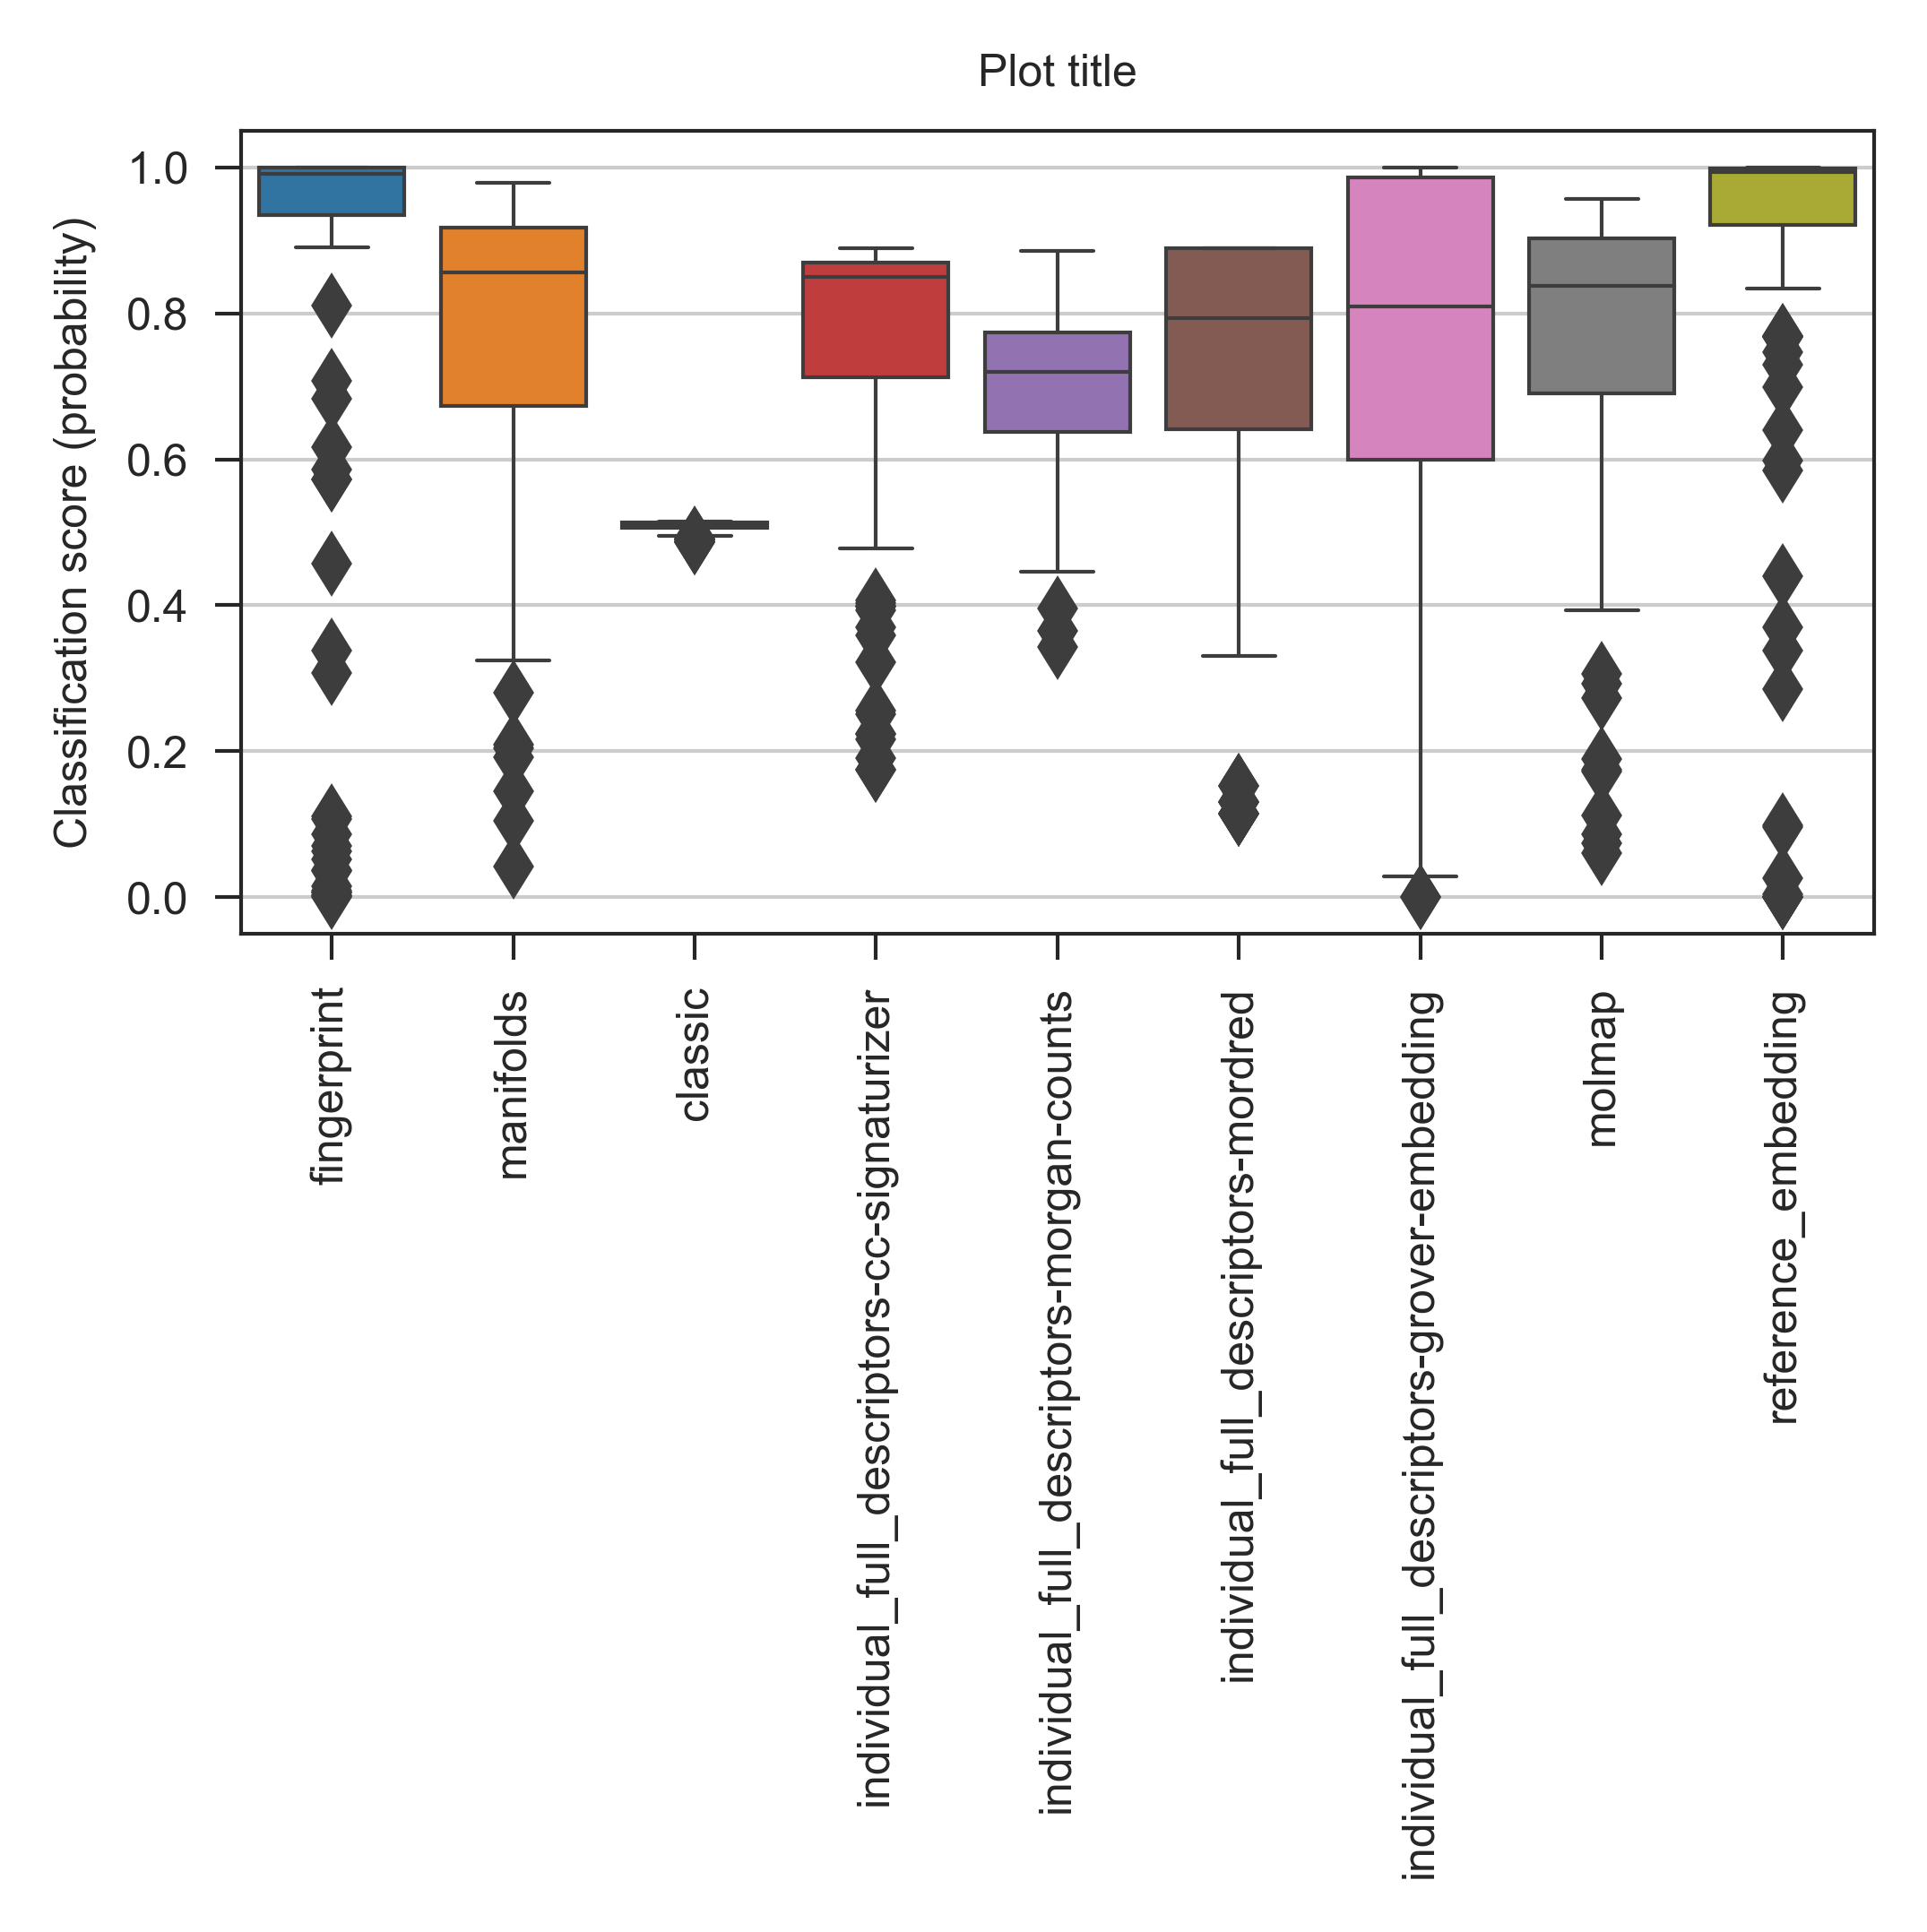 Plot title
Classification score (probability)
1.0
0.8
0.6
0.4
0.2
0.0
fingerprint
manifolds
classic
individual_full_descriptors-cc-signaturizer
individual_full_descriptors-morgan-counts
individual_full_descriptors-mordred
individual_full_descriptors-grover-embedding
molmap
reference_embedding